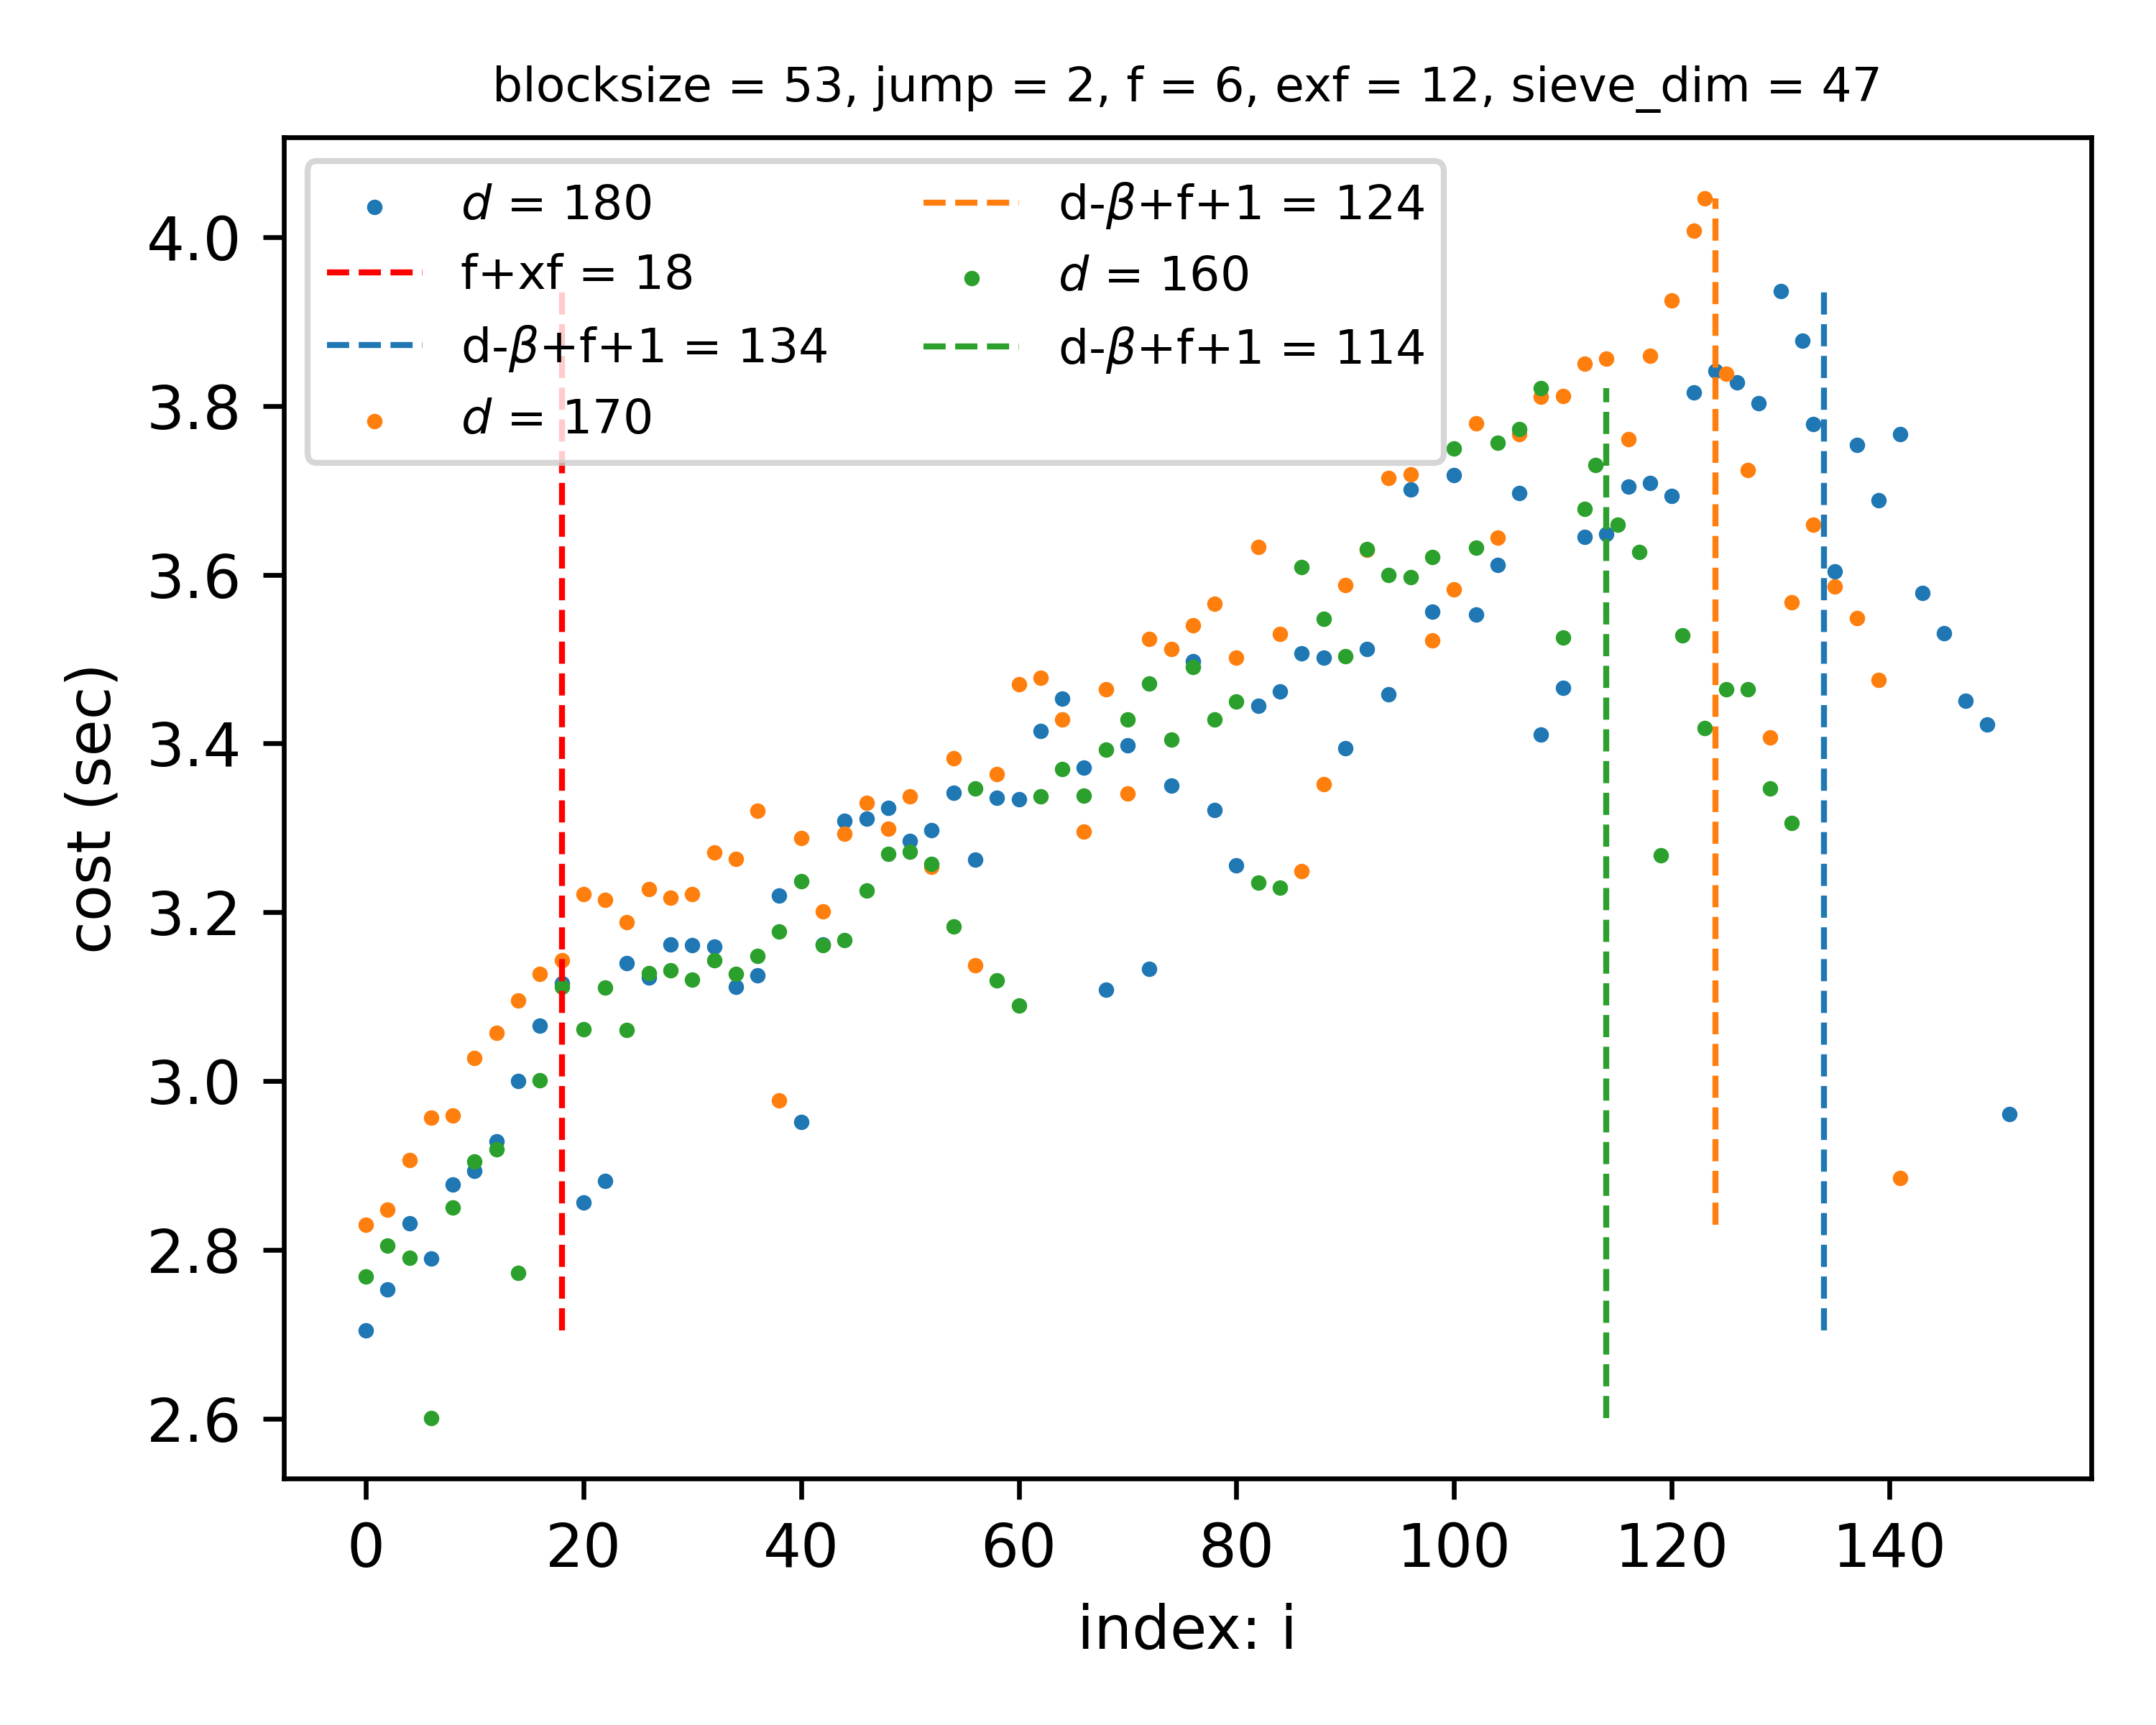 blocksize = 53, jump = 2, f = 6, exf = 12, sieve_dim = 47
d = 180
f+xf = 18
d-β+f+1 = 134
d = 170
d-β+f+1 = 124
d = 160
d-β+f+1 = 114
cost (sec)
4.0
3.8
3.6
3.4
3.2
3.0
2.8
2.6
0 20 40 60 80 100 120 140
index: i